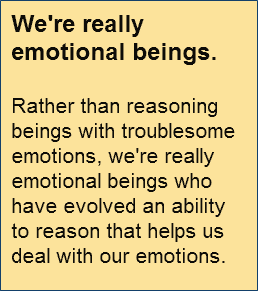 We're really
emotional beings.
Rather than reasoning
beings with troublesome
emotions, we're really
emotional beings who
have evolved an ability
to reason that helps us
deal with our emotions.